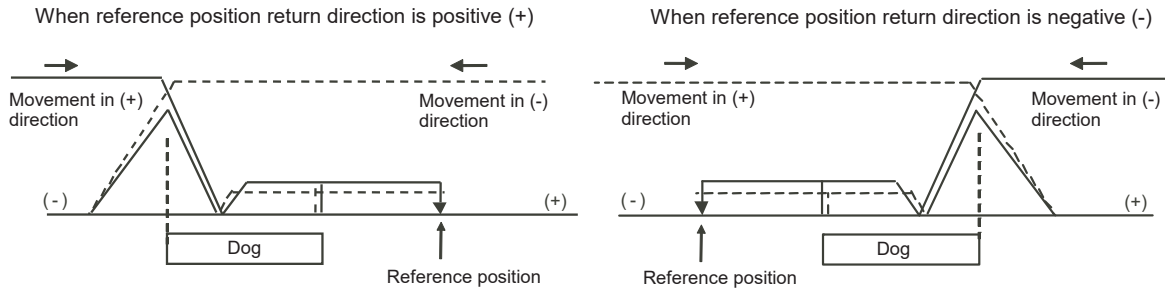 When reference position return direction is positive (+)
Movement in (+)
direction
Movement in (-)
direction
(-)
(+)
Dog
Reference position
When reference position return direction is negative (-)
Movement in (+)
direction
Movement in (-)
direction
(-)
(+)
Dog
Reference position